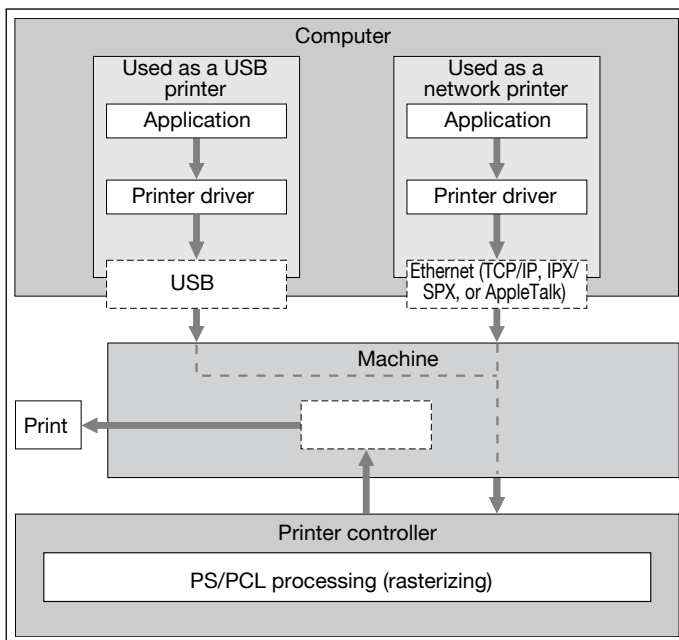 Computer
Used as a USB
printer
Application
Printer driver
USB
Used as a
network printer
Application
Printer driver
Ethernet (TCP/IP, IPX/
SPX, or AppleTalk)
Machine
Print
Printer controller
PS/PCL processing (rasterizing)